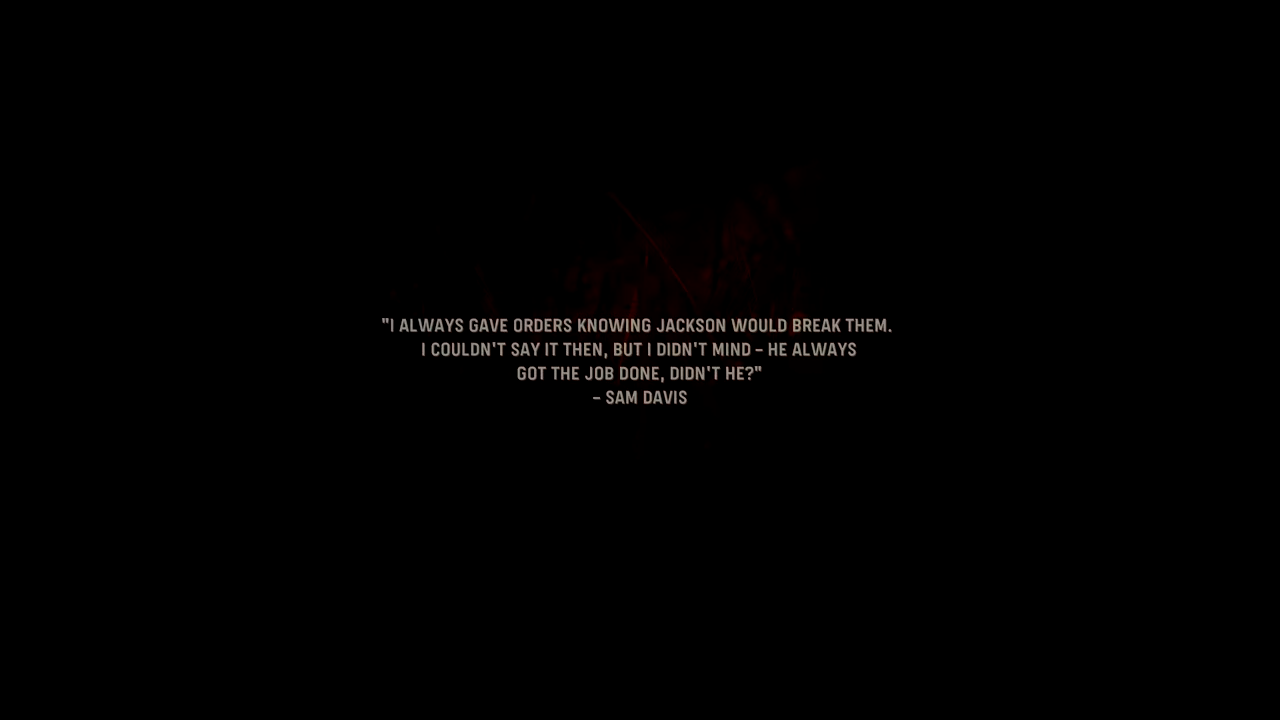 "I ALWAYS GAVE ORDERS KNOWING JACKSON WOULD BREAK THEM.
I COULDN'T SAY IT THEN, BUT I DIDN'T MIND – HE ALWAYS
GOT THE JOB DONE, DIDN'T HE?"
– SAM DAVIS